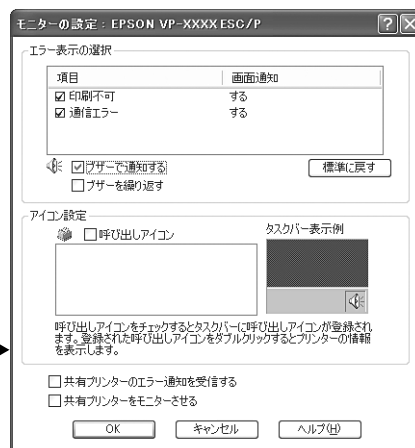 モニターの設定 : EPSON VP-XXXX ESC/P
エラー表示の選択
項目 画面通知
印刷不可 する
通信エラー する
ブザーで通知する 標準に戻す
ブザーを繰り返す
アイコン設定
呼び出しアイコン タスクバー表示例
呼び出しアイコンをチェックするとタスクバーに呼び出しアイコンが登録され
ます。登録された呼び出しアイコンをダブルクリックするとプリンターの情報
を表示します。
共有プリンターのエラー通知を受信する
共有プリンターをモニターさせる
OK キャンセル ヘルプ(H)